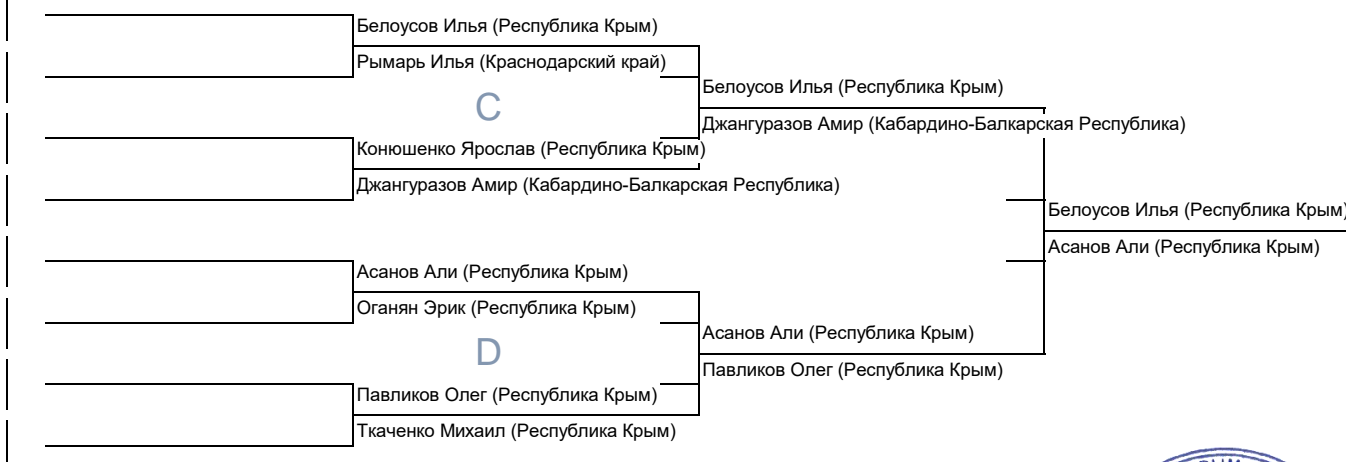 Белоусов Илья (Республика Крым)
Рымарь Илья (Краснодарский край)
Белоусов Илья (Республика Крым)
C
Джангуразов Амир (Кабардино-Балкарская Республика)
Конюшенко Ярослав (Республика Крым)
Джангуразов Амир (Кабардино-Балкарская Республика)
Белоусов Илья (Республика Крым)
Асанов Али (Республика Крым)
Асанов Али (Республика Крым)
Оганян Эрик (Республика Крым)
Асанов Али (Республика Крым)
D
Павликов Олег (Республика Крым)
Павликов Олег (Республика Крым)
Ткаченко Михаил (Республика Крым)